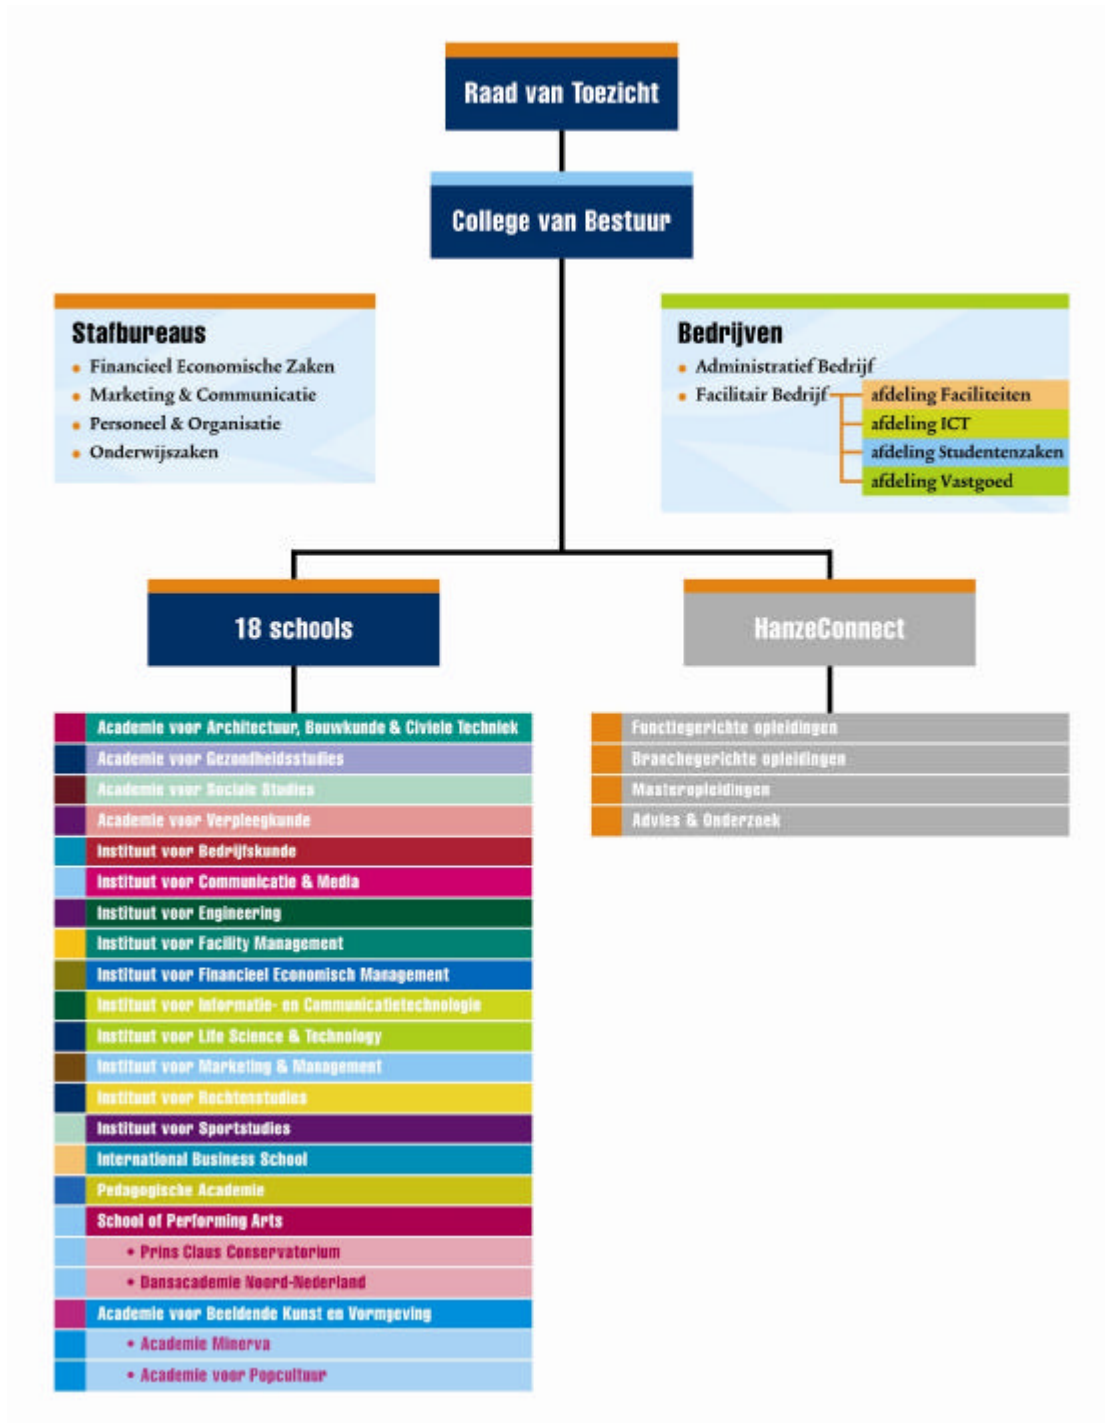 Raad van Toezicht
College van Bestuur
Stafbureaus
• Financieel Economische Zaken
• Marketing & Communicatie
• Personeel & Organisatie
• Onderwijszaken
Bedrijven
• Administratief Bedrijf
• Facilitair Bedrijf
afdeling Faciliteiten
afdeling ICT
afdeling Studentenzaken
afdeling Vastgoed
18 schools
Academie voor Architectuur, Bouwkunde & Civiele Techniek
Academie voor Gezondheidsstudies
Academie voor Sociale Studies
Academie voor Verpleegkunde
Instituut voor Bedrijfskunde
Instituut voor Communicatie & Media
Instituut voor Engineering
Instituut voor Facility Management
Instituut voor Financieel Economisch Management
Instituut voor Informatie- en Communicatietechnologie
Instituut voor Life Science & Technology
Instituut voor Marketing & Management
Instituut voor Rechtenstudies
Instituut voor Sportstudies
International Business School
Pedagogische Academie
School of Performing Arts
• Prins Claus Conservatorium
• Dansacademie Noord-Nederland
Academie voor Beeldende Kunst en Vormgeving
• Academie Minerva
• Academie voor Popcultuur
HanzeConnect
Functiegerichte opleidingen
Branchegerichte opleidingen
Masteropleidingen
Advies & Onderzoek